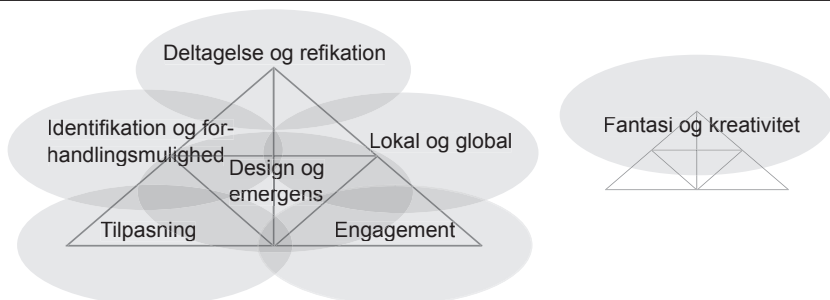 Deltagelse og refikation
Identifikation og for-
handlingsmulighed
Lokal og global
Design og
emergens
Tilpasning
Engagement
Fantasi og kreativitet